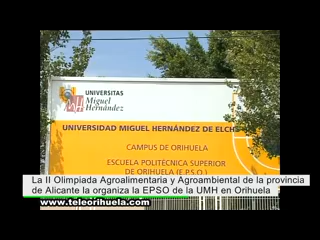 UNIVERSITAS
Miguel
Hernández
UNIVERSIDAD MIGUEL HERNÁNDEZ DE ELCHE
CAMPUS DE ORIHUELA
ESCUELA POLITÉCNICA SUPERIOR
DE ORIHUELA (E.P.S.O.)
La II Olimpiada Agroalimentaria y Agroambiental de la provincia
de Alicante la organiza la EPSO de la UMH en Orihuela
www.teleorihuela.com